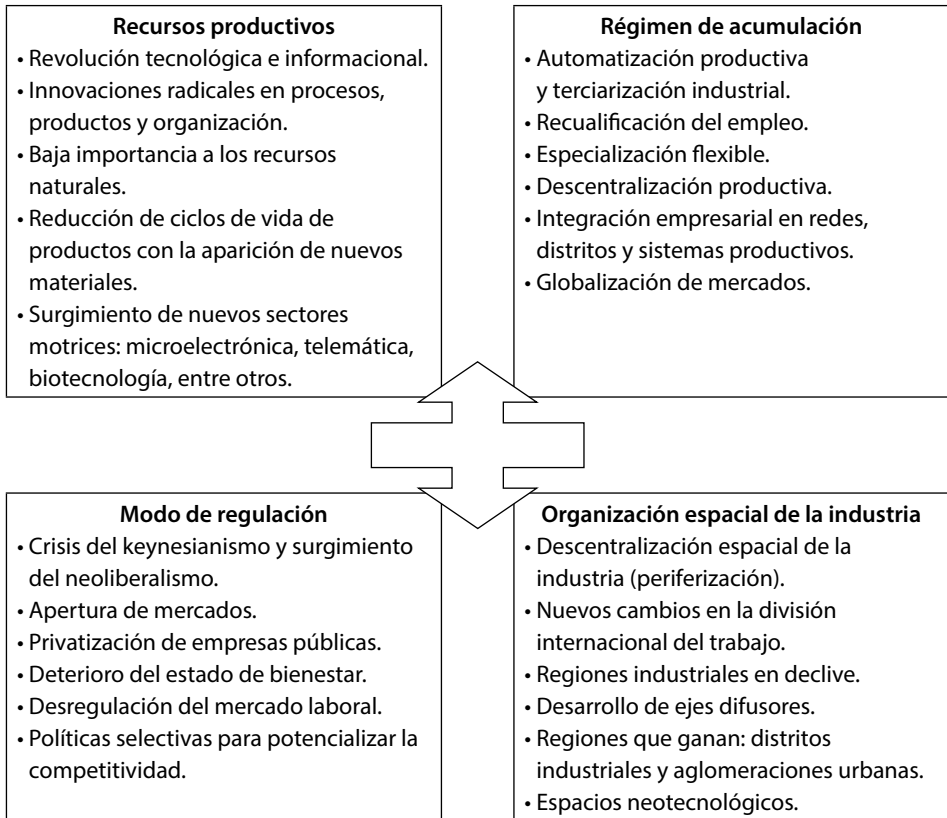 Recursos productivos
• Revolución tecnológica e informacional.
• Innovaciones radicales en procesos,
productos y organización.
• Baja importancia a los recursos
naturales.
• Reducción de ciclos de vida de
productos con la aparición de nuevos
materiales.
• Surgimiento de nuevos sectores
motrices: microelectrónica, telemática,
biotecnología, entre otros.
Régimen de acumulación
• Automatización productiva
y terciarización industrial.
• Recualificación del empleo.
• Especialización flexible.
• Descentralización productiva.
• Integración empresarial en redes,
distritos y sistemas productivos.
• Globalización de mercados.
Modo de regulación
• Crisis del keynesianismo y surgimiento
del neoliberalismo.
• Apertura de mercados.
• Privatización de empresas públicas.
• Deterioro del estado de bienestar.
• Desregulación del mercado laboral.
• Políticas selectivas para potencializar la
competitividad.
Organización espacial de la industria
• Descentralización espacial de la
industria (periferización).
• Nuevos cambios en la división
internacional del trabajo.
• Regiones industriales en declive.
• Desarrollo de ejes difusores.
• Regiones que ganan: distritos
industriales y aglomeraciones urbanas.
• Espacios neotecnológicos.